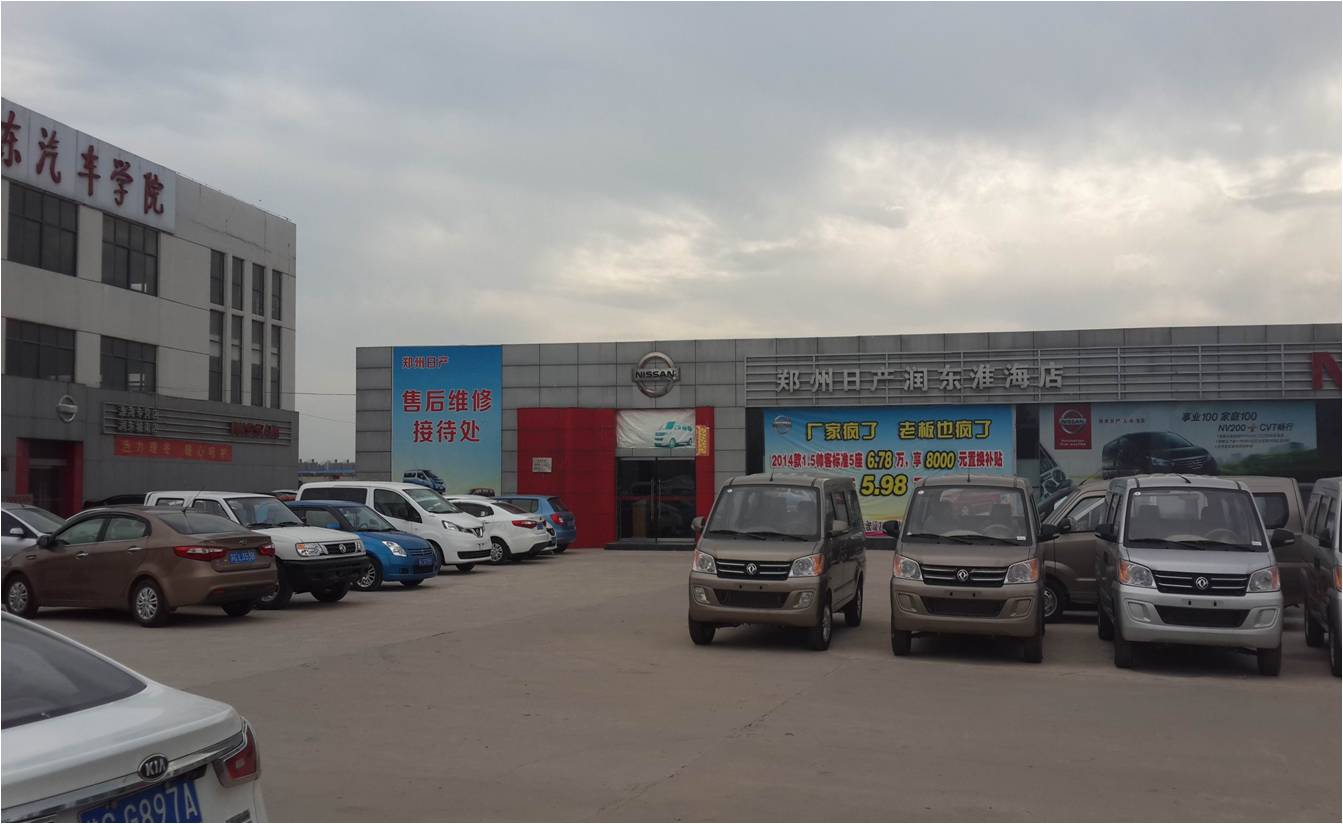 东汽车学院
郑州日产
售后维修
接待处
NISSAN
郑州日产润东淮海店
N
厂家疯了 老板也疯了
2014款1.5帅客标准5座6.78万,享8000元置换补贴
5.98
NISSAN
事业100 家庭100
NV200+CVT畅行
KIA
G897A